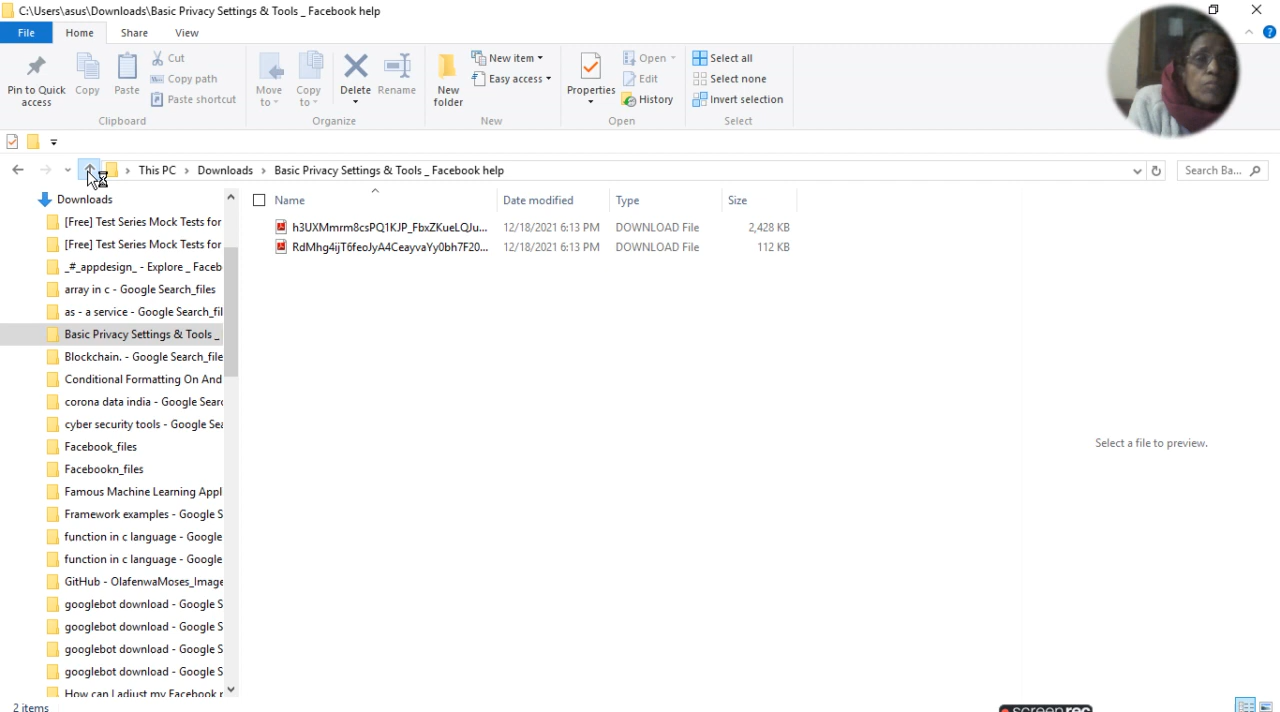 C:\Users\asus\Downloads\Basic Privacy Settings & Tools _ Facebook help
File Home Share View
Pin to Quick access
Copy
Paste
Cut
Copy path
Paste shortcut
Clipboard
Move to
Copy to
Delete
Rename
Organize
New folder
New item
Easy access
New
Properties
Open
Edit
History
Open
Select all
Select none
Invert selection
Select
This PC > Downloads > Basic Privacy Settings & Tools _ Facebook help
Search Ba...
Downloads
[Free] Test Series Mock Tests for
[Free] Test Series Mock Tests for
_#_appdesign_ - Explore _ Faceb
array in c - Google Search_files
as - a service - Google Search_fil
Basic Privacy Settings & Tools _
Blockchain. - Google Search_file
Conditional Formatting On And
corona data india - Google Searc
cyber security tools - Google Sea
Facebook_files
Facebookn_files
Famous Machine Learning Appl
Framework examples - Google S
function in c language - Google
function in c language - Google
GitHub - OlafenwaMoses_Image
googlebot download - Google S
googlebot download - Google S
googlebot download - Google S
googlebot download - Google S
How can I adjust my Facebook
Name Date modified Type Size
h3UXMmrm8csPQ1KJP_FbxZKueLQJu... 12/18/2021 6:13 PM DOWNLOAD File 2,428 KB
RdMhg4ijT6feoJyA4CeayvaYy0bh7F20... 12/18/2021 6:13 PM DOWNLOAD File 112 KB
Select a file to preview.
2 items
screenrec